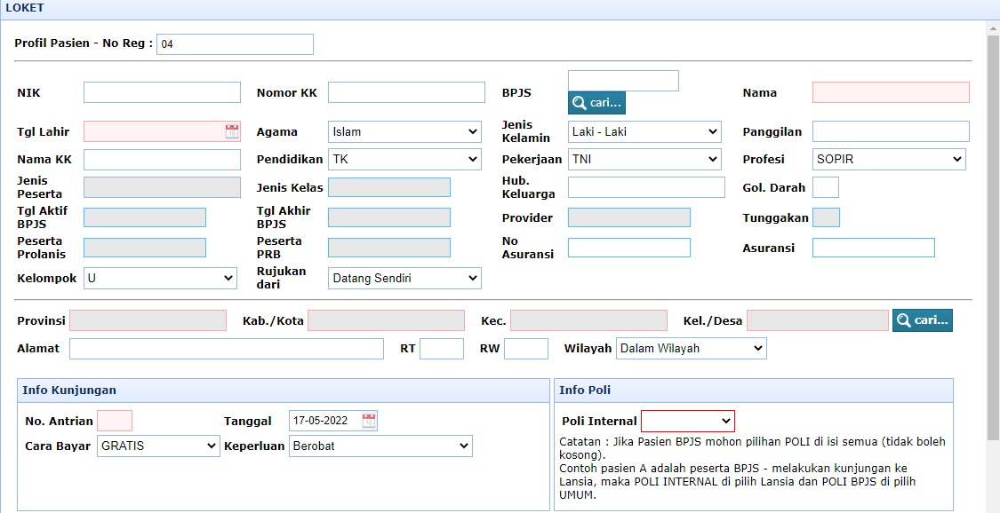 LOKET
Profil Pasien - No Reg : 04
NIK Nomor KK BPJS cari... Nama
Tgl Lahir Agama Islam Jenis Kelamin Laki - Laki Panggilan
Nama KK Pendidikan TK Pekerjaan TNI Profesi SOPIR
Jenis Peserta Jenis Kelas Hub. Keluarga Gol. Darah
Tgl Aktif BPJS Tgl Akhir BPJS Provider Tunggakan
Peserta Prolanis Peserta PRB No Asuransi Asuransi
Kelompok U Rujukan dari Datang Sendiri
Provinsi Kab./Kota Kec. Kel./Desa cari...
Alamat RT RW Wilayah Dalam Wilayah
Info Kunjungan
No. Antrian Tanggal 17-05-2022
Cara Bayar GRATIS Keperluan Berobat
Info Poli
Poli Internal
Catatan : Jika Pasien BPJS mohon pilihan POLI di isi semua (tidak boleh
kosong).
Contoh pasien A adalah peserta BPJS - melakukan kunjungan ke
Lansia, maka POLI INTERNAL di pilih Lansia dan POLI BPJS di pilih
UMUM.